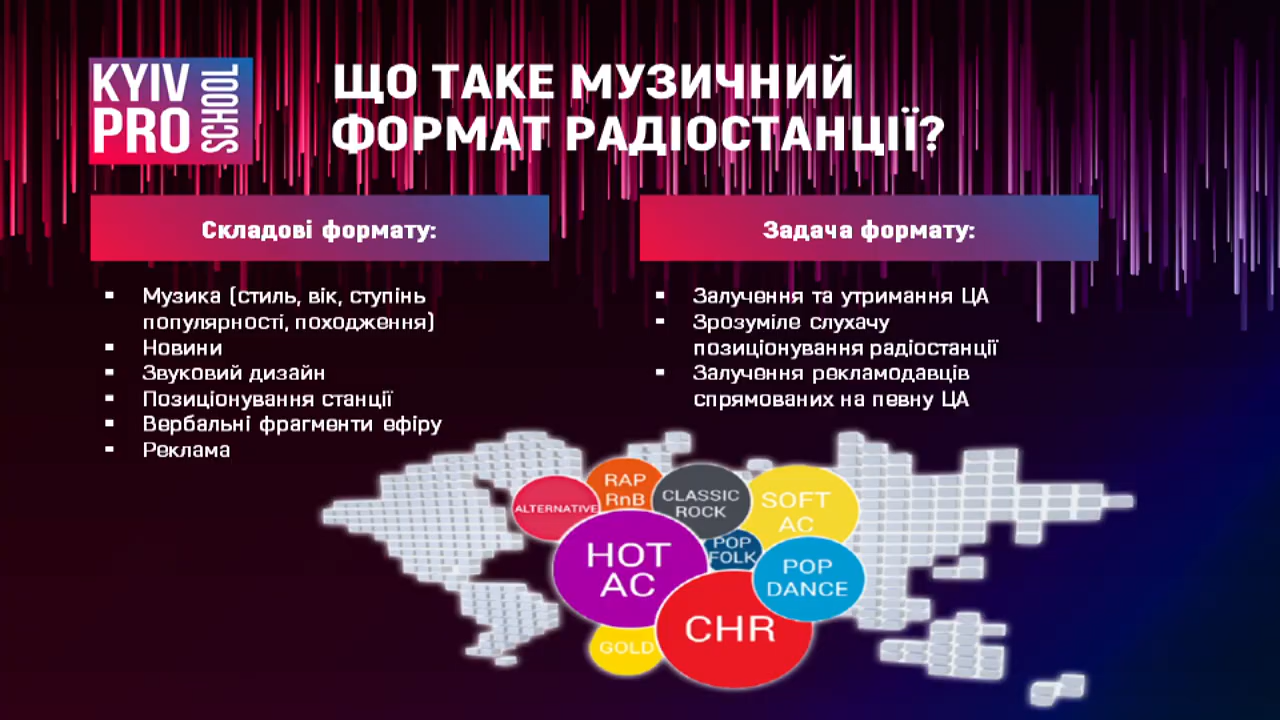 KYIV
PRO
SCHOOL
ЩО ТАКЕ МУЗИЧНИЙ
ФОРМАТ РАДІОСТАНЦІЇ?
Складові формату:
▪ Музика (стиль, вік, ступінь
популярності, походження)
▪ Новини
▪ Звуковий дизайн
▪ Позиціонування станції
▪ Вербальні фрагменти ефіру
▪ Реклама
Задача формату:
▪ Залучення та утримання ЦА
▪ Зрозуміле слухачу
позиціонування радіостанції
▪ Залучення рекламодавців
спрямованих на певну ЦА
ALTERNATIVE
RAP
RnB
CLASSIC
ROCK
SOFT
AC
HOT
AC
POP
FOLK
POP
DANCE
CHR
GOLD